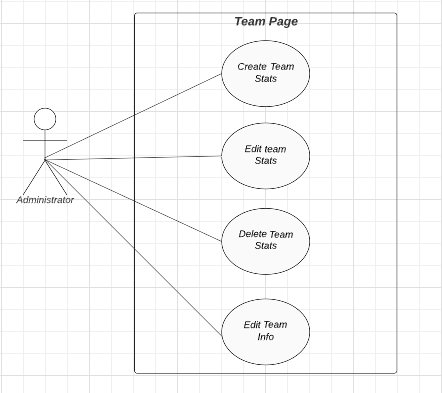 Team Page
Create Team
Stats
Edit team
Stats
Administrator
Delete Team
Stats
Edit Team
Info